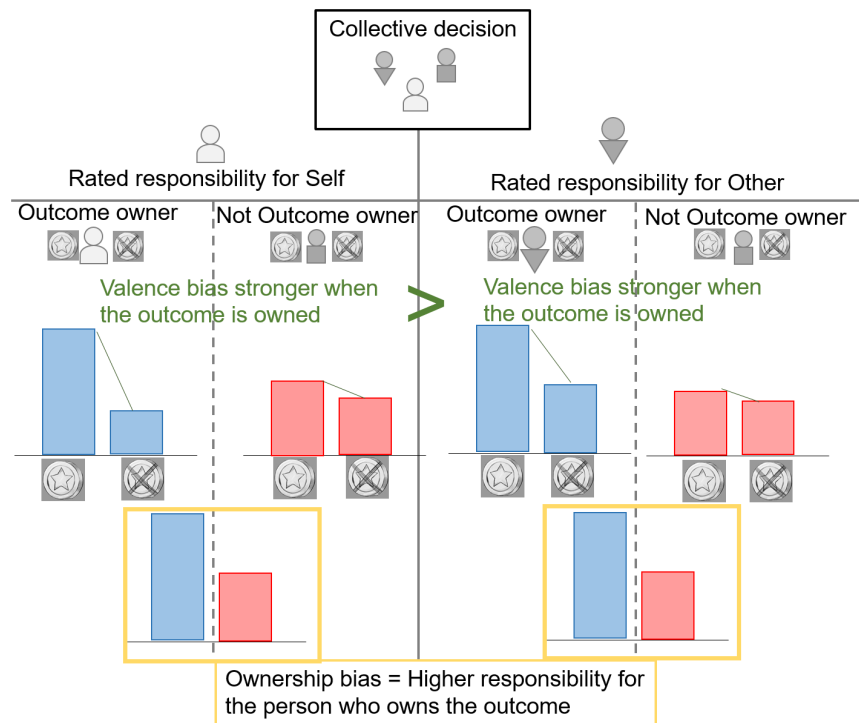 Collective decision
Rated responsibility for Self
Rated responsibility for Other
Outcome owner
Not Outcome owner
Outcome owner
Not Outcome owner
Valence bias stronger when
the outcome is owned
>
Valence bias stronger when
the outcome is owned
Ownership bias = Higher responsibility for
the person who owns the outcome